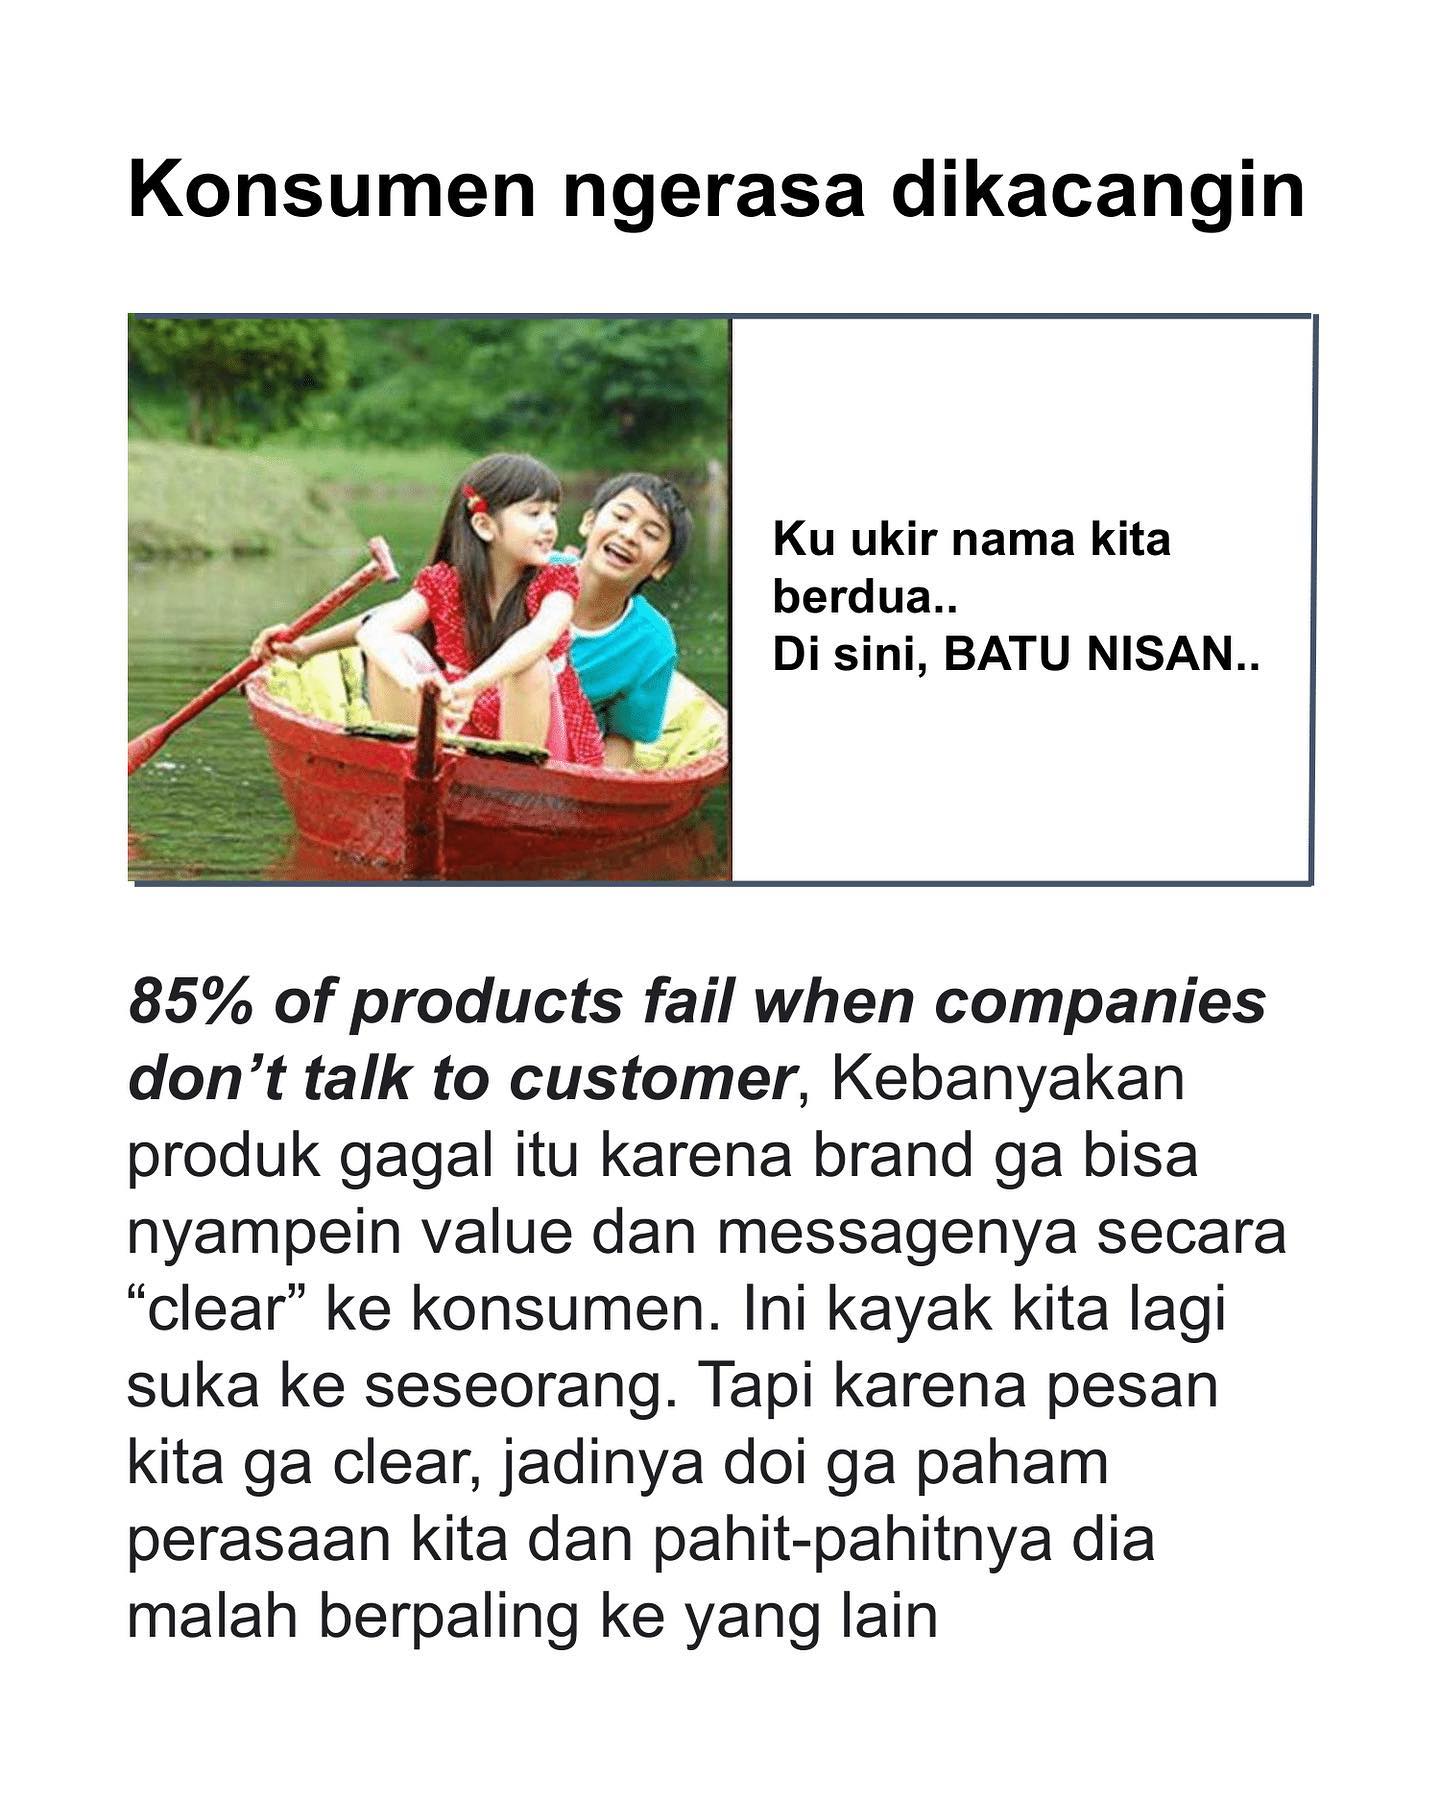 Konsumen ngerasa dikacangin
Ku ukir nama kita
berdua..
Di sini, BATU NISAN..
85% of products fail when companies
don’t talk to customer, Kebanyakan
produk gagal itu karena brand ga bisa
nyampein value dan messagenya secara
“clear” ke konsumen. Ini kayak kita lagi
suka ke seseorang. Tapi karena pesan
kita ga clear, jadinya doi ga paham
perasaan kita dan pahit-pahitnya dia
malah berpaling ke yang lain